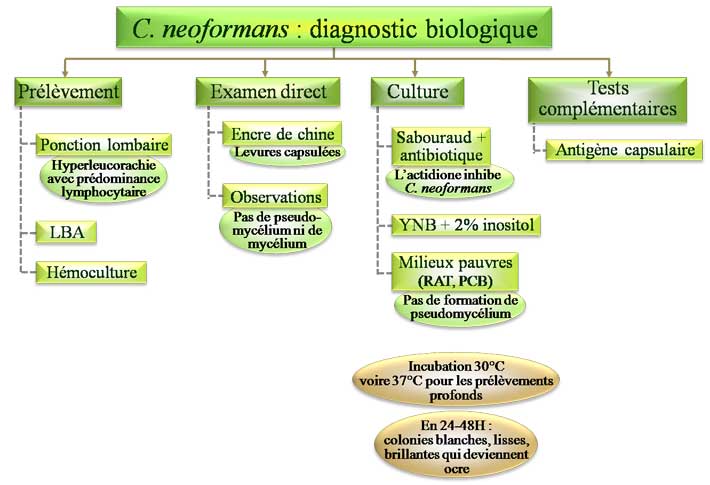 C. neoformans : diagnostic biologique
Prélèvement
Ponction lombaire
Hyperleucorachie
avec prédominance
lymphocytaire
LBA
Hémoculture
Examen direct
Encre de chine
Levures capsulées
Observations
Pas de pseudo-
mycélium ni de
mycélium
Culture
Sabouraud +
antibiotique
L'actidione inhibe
C. neoformans
YNB + 2% inositol
Milieux pauvres
(RAT, PCB)
Pas de formation de
pseudomycélium
Incubation 30°C
voire 37°C pour les prélèvements
profonds
En 24-48H :
colonies blanches, lisses,
brillantes qui deviennent
ocre
Tests
complémentaires
Antigène capsulaire